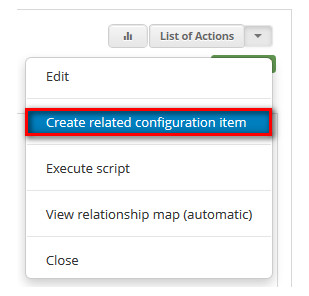 List of Actions
Edit
Create related configuration item
Execute script
View relationship map (automatic)
Close